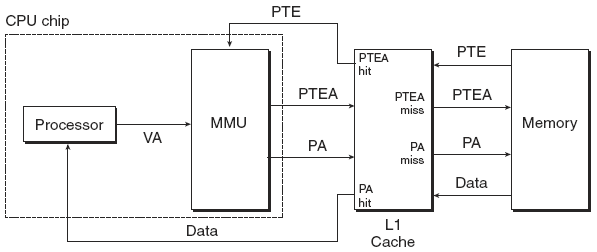 PTE
CPU chip
PTEA
hit
PTE
PTEA
PTEA
miss
PTEA
Processor
VA
MMU
Memory
PA
PA
miss
PA
PA
hit
Data
Data
L1
Cache